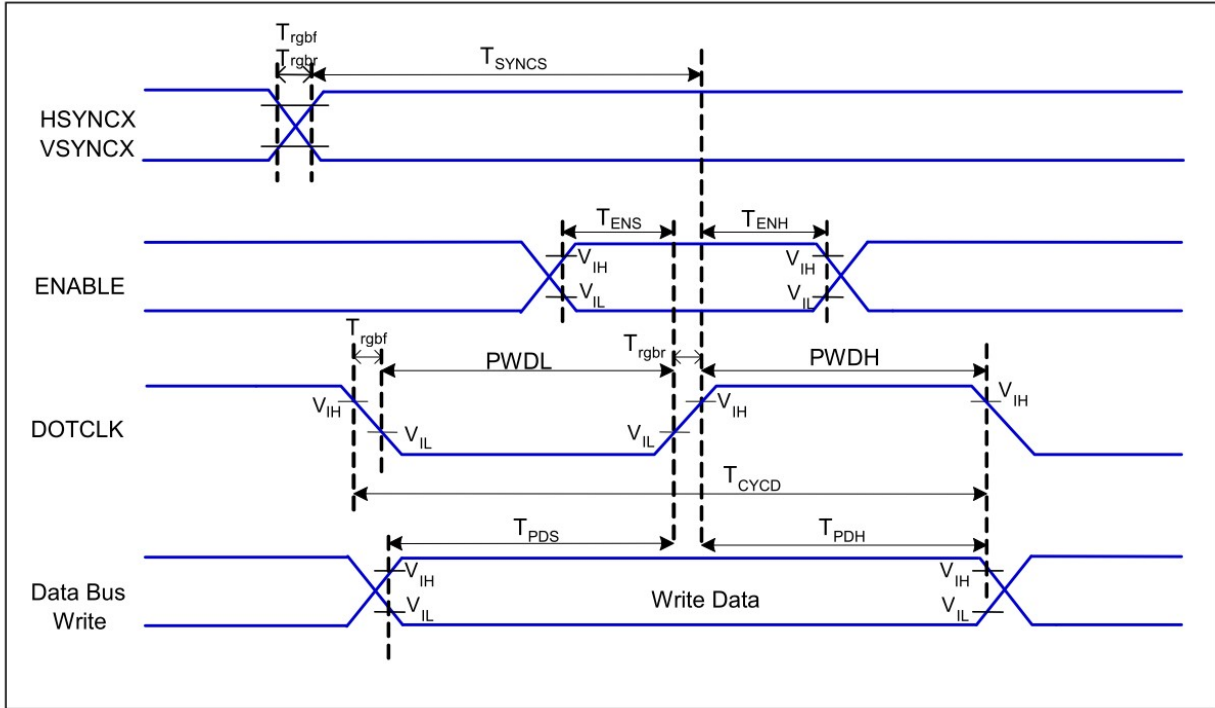 Trgbf
Trgbr
TSYNCS
HSYNCX
VSYNCX
TENS
TENH
VIH
VIH
ENABLE
VIL
VIL
Trgbf
Trgbr
PWDL
PWDH
VIH
VIH
VIH
DOTCLK
VIL
VIL
TCYCD
TPDS
TPDH
VIH
VIH
Data Bus
Write
Write Data
VIL
VIL